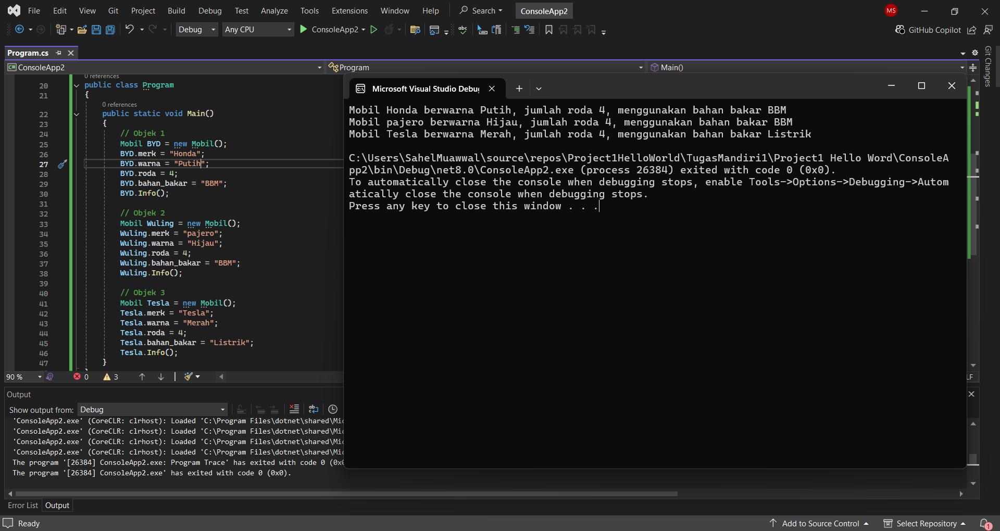 File Edit View Git Project Build Debug Test Analyze Tools Extensions Window Help Search ConsoleApp2 MS
Debug Any CPU ConsoleApp2 GitHub Copilot
Program.cs
ConsoleApp2 Program Main()
Git Changes
0 references
20 public class Program
21 {
0 references
22 public static void Main()
23 {
24 // Objek 1
25 Mobil BYD = new Mobil();
26 BYD.merk = "Honda";
27 BYD.warna = "Putih";
28 BYD.roda = 4;
29 BYD.bahan_bakar = "BBM";
30 BYD.Info();
31
32 // Objek 2
33 Mobil Wuling = new Mobil();
34 Wuling.merk = "pajero";
35 Wuling.warna = "Hijau";
36 Wuling.roda = 4;
37 Wuling.bahan_bakar = "BBM";
38 Wuling.Info();
39
40 // Objek 3
41 Mobil Tesla = new Mobil();
42 Tesla.merk = "Tesla";
43 Tesla.warna = "Merah";
44 Tesla.roda = 4;
45 Tesla.bahan_bakar = "Listrik";
46 Tesla.Info();
47 }
90 % 0 3 LF
Microsoft Visual Studio Debug
Mobil Honda berwarna Putih, jumlah roda 4, menggunakan bahan bakar BBM
Mobil pajero berwarna Hijau, jumlah roda 4, menggunakan bahan bakar BBM
Mobil Tesla berwarna Merah, jumlah roda 4, menggunakan bahan bakar Listrik
C:\Users\SahelMuawwal\source\repos\Project1HelloWorld\TugasMandiri1\Project1 Hello Word\ConsoleA
pp2\bin\Debug\net8.0\ConsoleApp2.exe (process 26384) exited with code 0 (0x0).
To automatically close the console when debugging stops, enable Tools->Options->Debugging->Autom
atically close the console when debugging stops.
Press any key to close this window . . .
Output
Show output from: Debug
'ConsoleApp2.exe' (CoreCLR: clrhost): Loaded 'C:\Program Files\dotnet\shared\Mic
'ConsoleApp2.exe' (CoreCLR: clrhost): Loaded 'C:\Program Files\dotnet\shared\Mic
'ConsoleApp2.exe' (CoreCLR: clrhost): Loaded 'C:\Program Files\dotnet\shared\Mic
'ConsoleApp2.exe' (CoreCLR: clrhost): Loaded 'C:\Program Files\dotnet\shared\Mic
The program '[26384] ConsoleApp2.exe: Program Trace' has exited with code 0 (0x0
The program '[26384] ConsoleApp2.exe' has exited with code 0 (0x0).
Error List Output
Ready Add to Source Control Select Repository 1